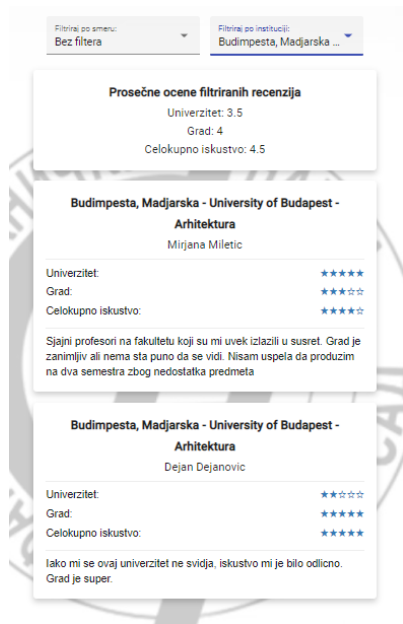 Filtriraj po smeru:
Bez filtera
Filtriraj po instituciji:
Budimpesta, Madjarska ...
Prosečne ocene filtriranih recenzija
Univerzitet: 3.5
Grad: 4
Celokupno iskustvo: 4.5
Budimpesta, Madjarska - University of Budapest -
Arhitektura
Mirjana Miletic
Univerzitet: ★★★★★
Grad: ★★★☆☆
Celokupno iskustvo: ★★★★☆
Sjajni profesori na fakultetu koji su mi uvek izlazili u susret. Grad je
zanimljiv ali nema sta puno da se vidi. Nisam uspela da produzim
na dva semestra zbog nedostatka predmeta
Budimpesta, Madjarska - University of Budapest -
Arhitektura
Dejan Dejanovic
Univerzitet: ★★☆☆☆
Grad: ★★★★★
Celokupno iskustvo: ★★★★★
Iako mi se ovaj univerzitet ne svidja, iskustvo mi je bilo odlicno.
Grad je super.